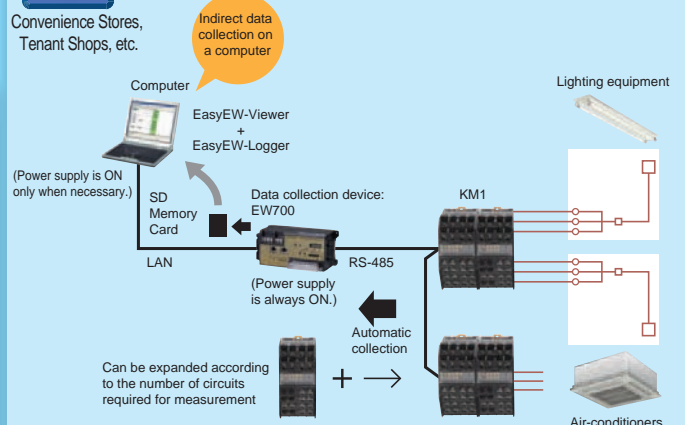 Convenience Stores,
Tenant Shops, etc.
Indirect data
collection on
a computer
Computer
EasyEW-Viewer
+
EasyEW-Logger
(Power supply is ON
only when necessary.)
SD
Memory
Card
Data collection device:
EW700
LAN
RS-485
(Power supply
is always ON.)
KM1
Lighting equipment
Automatic
collection
Can be expanded according
to the number of circuits
required for measurement
+
Air-conditioners